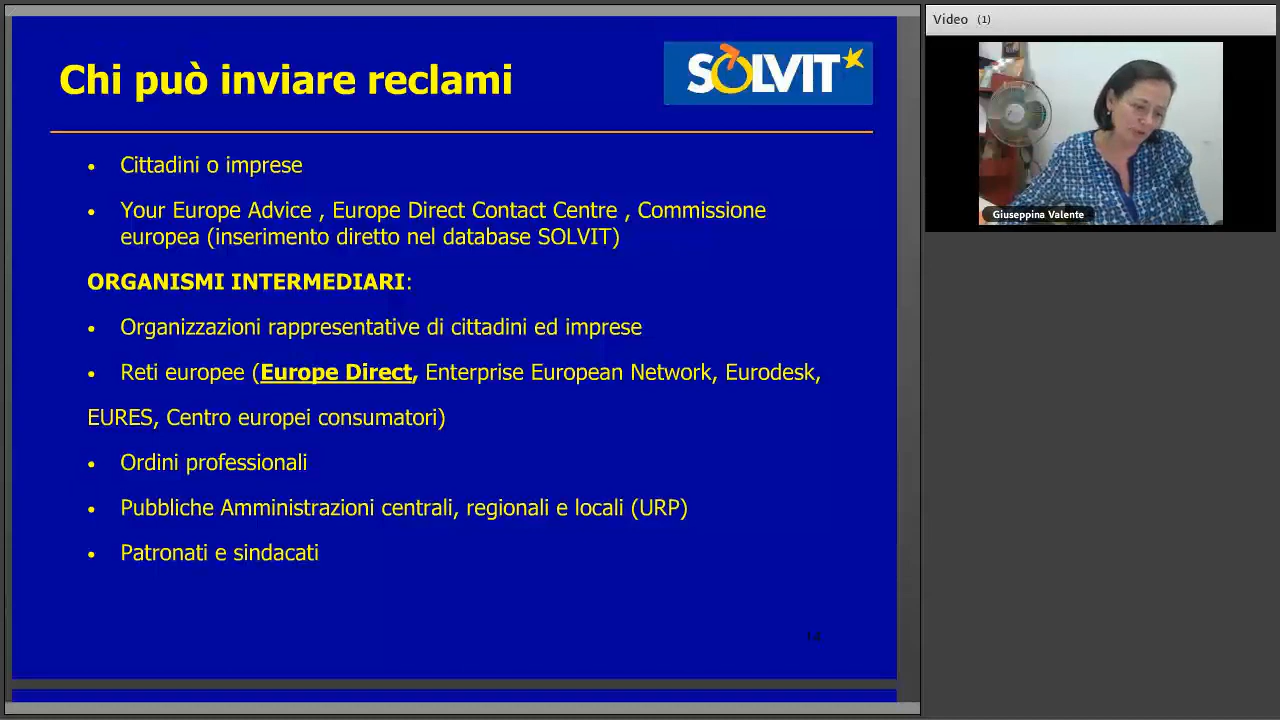 Chi può inviare reclami
SOLVIT
• Cittadini o imprese
• Your Europe Advice , Europe Direct Contact Centre , Commissione
europea (inserimento diretto nel database SOLVIT)
ORGANISMI INTERMEDIARI:
• Organizzazioni rappresentative di cittadini ed imprese
• Reti europee (Europe Direct, Enterprise European Network, Eurodesk,
EURES, Centro europei consumatori)
• Ordini professionali
• Pubbliche Amministrazioni centrali, regionali e locali (URP)
• Patronati e sindacati
14
Video (1)
Giuseppina Valente